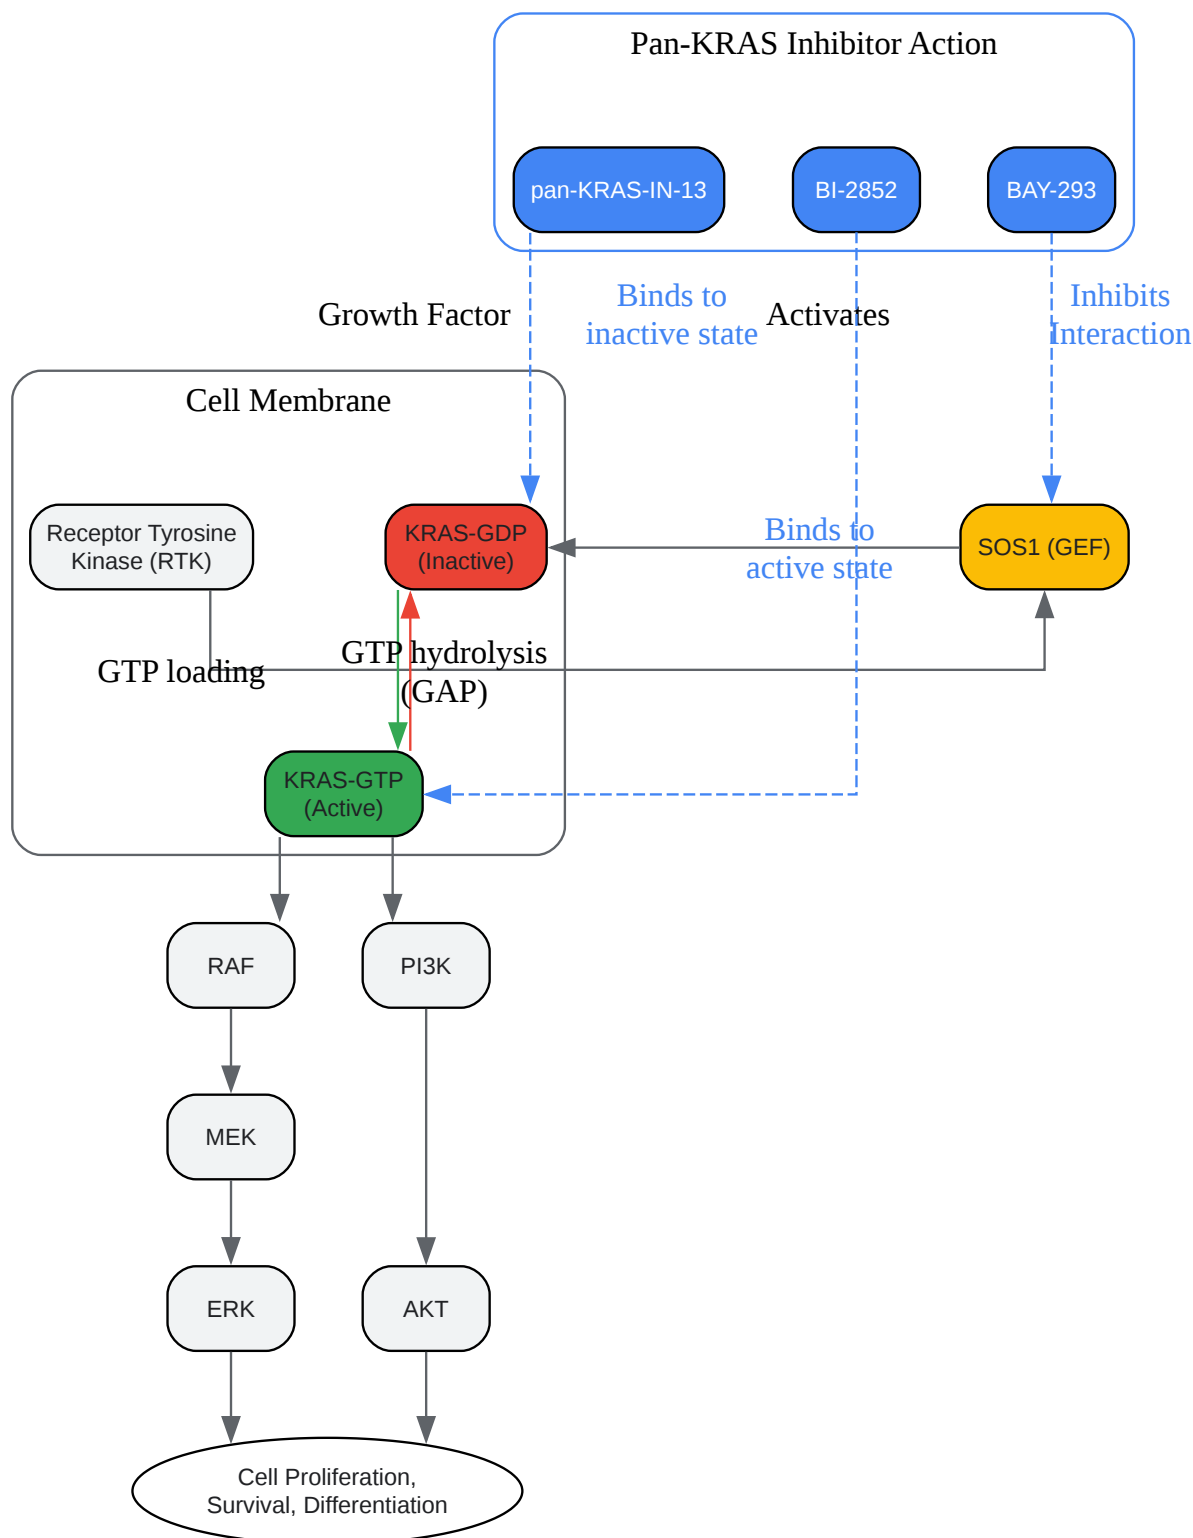 Pan-KRAS Inhibitor Action
pan-KRAS-IN-13
BI-2852
BAY-293
Growth Factor
Binds to
inactive state
Activates
Inhibits
Interaction
Cell Membrane
Receptor Tyrosine
Kinase (RTK)
KRAS-GDP
(Inactive)
Binds to
active state
SOS1 (GEF)
GTP loading
GTP hydrolysis
(GAP)
KRAS-GTP
(Active)
RAF
PI3K
MEK
ERK
AKT
Cell Proliferation,
Survival, Differentiation